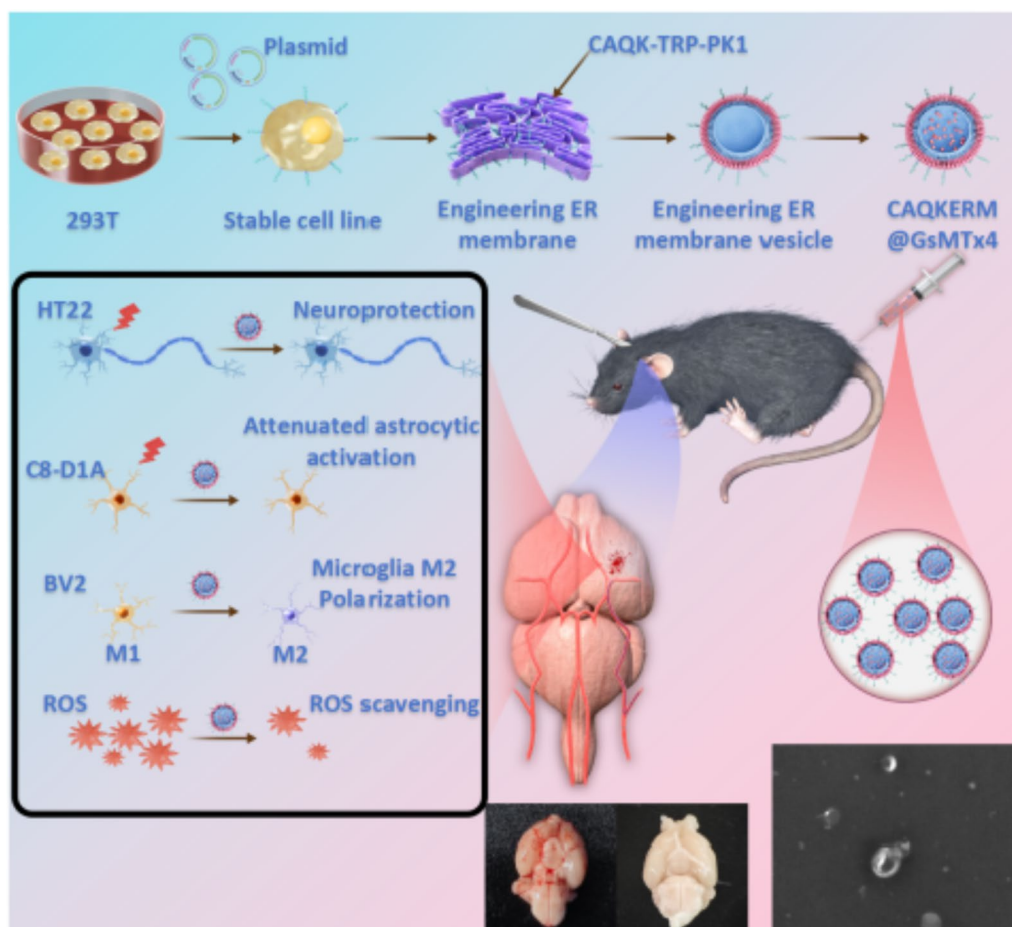 Plasmid
CAQK-TRP-PK1
293T
Stable cell line
Engineering ER
membrane
Engineering ER
membrane vesicle
CAQKERM
@GsMTx4
HT22
Neuroprotection
C8-D1A
Attenuated astrocytic
activation
BV2
Microglia M2
Polarization
M1
M2
ROS
ROS scavenging